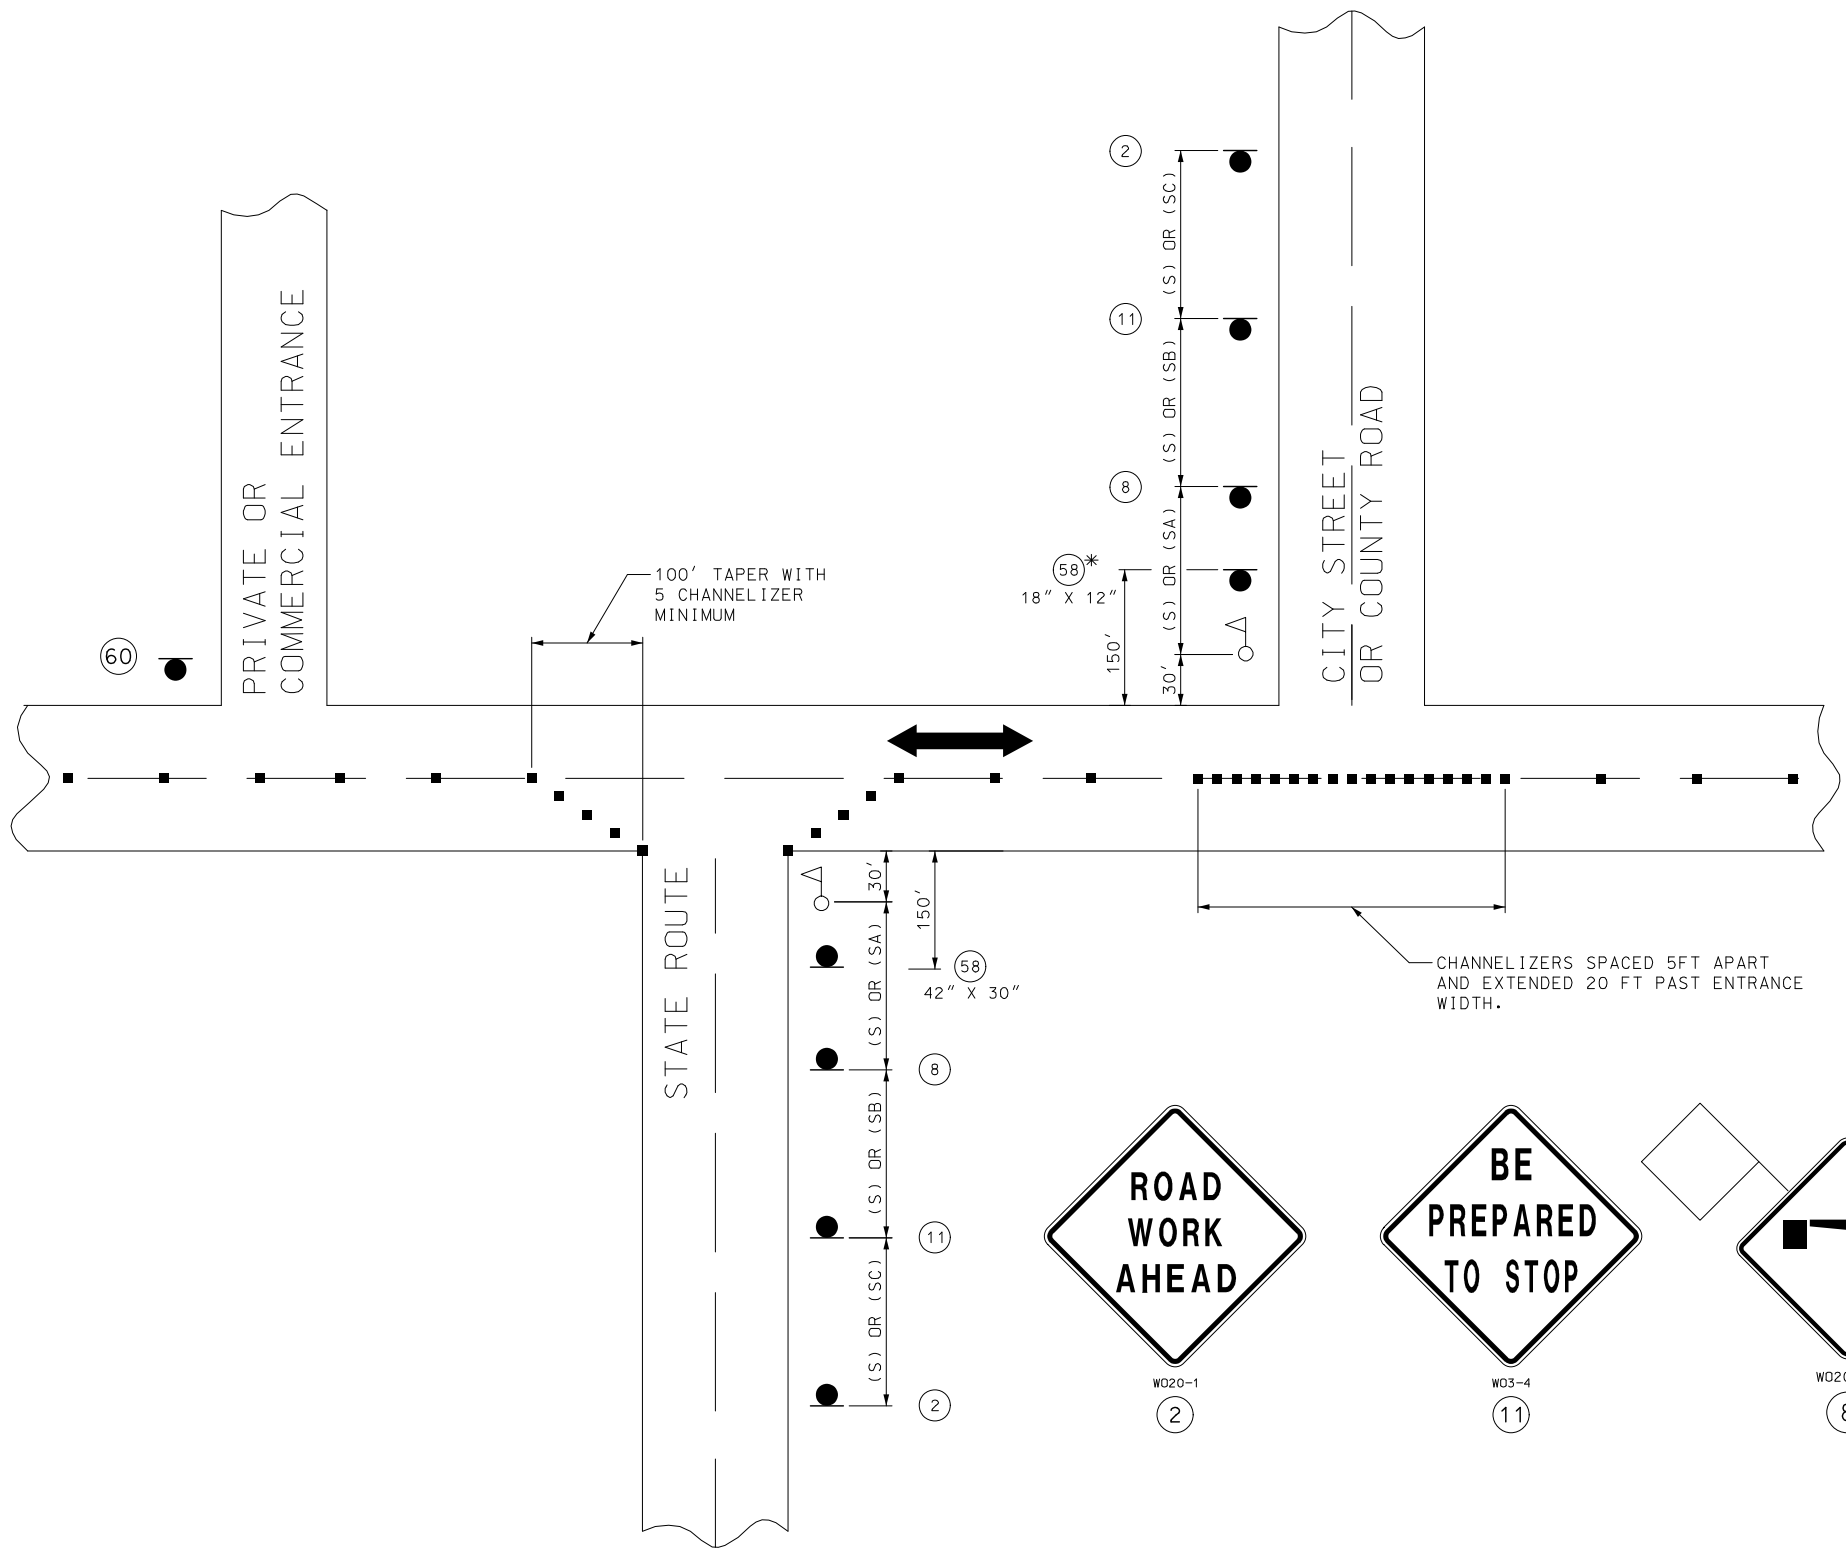 2
(S) OR (SC)
11
(S) OR (SB)
8
(S) OR (SA)
58*
18" X 12"
150'
30'
CITY STREET
OR COUNTY ROAD
PRIVATE OR
COMMERCIAL ENTRANCE
60
100' TAPER WITH
5 CHANNELIZER
MINIMUM
STATE ROUTE
30'
150'
(S) OR (SA)
58
42" X 30"
8
(S) OR (SB)
11
(S) OR (SC)
2
CHANNELIZERS SPACED 5FT APART
AND EXTENDED 20 FT PAST ENTRANCE
WIDTH.
ROAD
WORK
AHEAD
WO20-1
2
BE
PREPARED
TO STOP
WO3-4
11
WO20
8